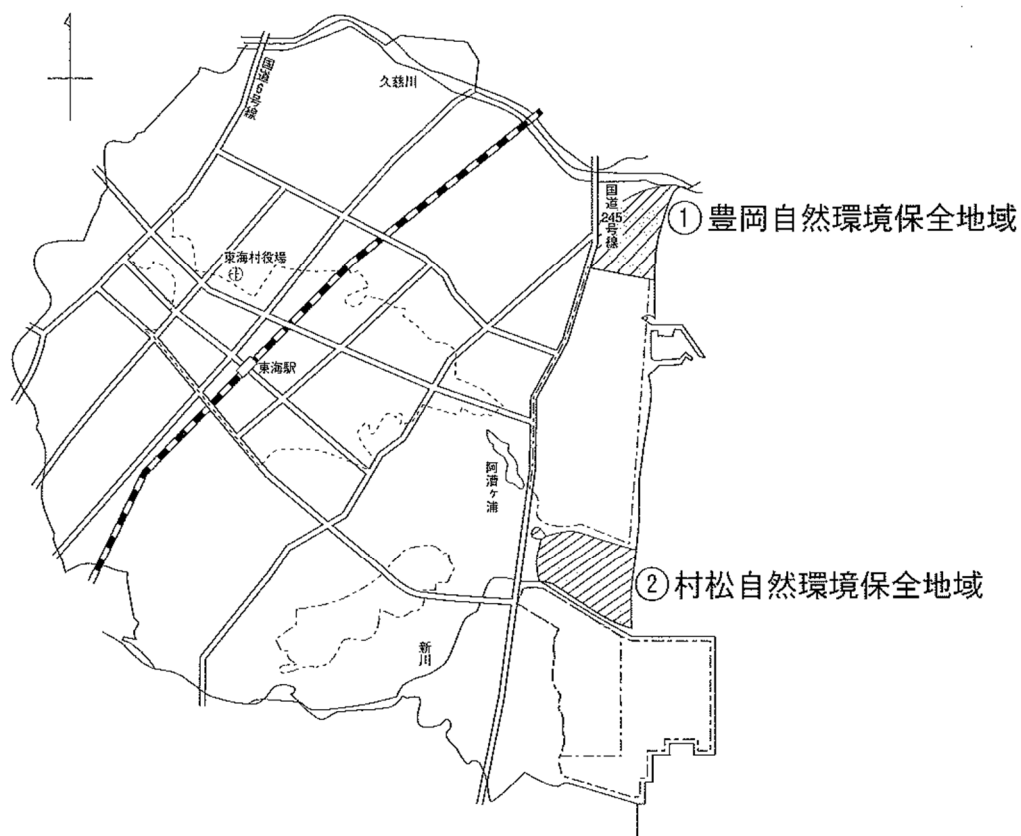 久慈川
国道6号線
国道245号線
①豊岡自然環境保全地域
東海村役場
東海駅
阿漕ヶ浦
②村松自然環境保全地域
新川